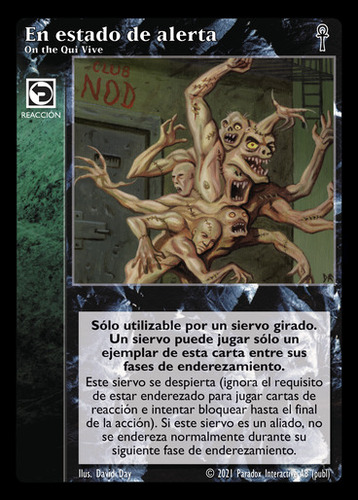 En estado de alerta
On the Qui Vive
REACCIÓN
CLUB
NOD
Sólo utilizable por un siervo girado.
Un siervo puede jugar sólo un
ejemplar de esta carta entre sus
fases de enderezamiento.
Este siervo se despierta (ignora el requisito
de estar enderezado para jugar cartas de
reacción e intentar bloquear hasta el final
de la acción). Si este siervo es un aliado, no
se endereza normalmente durante su
siguiente fase de enderezamiento.
Ilus. David Day
© 2021 Paradox Interactive AB (publ)